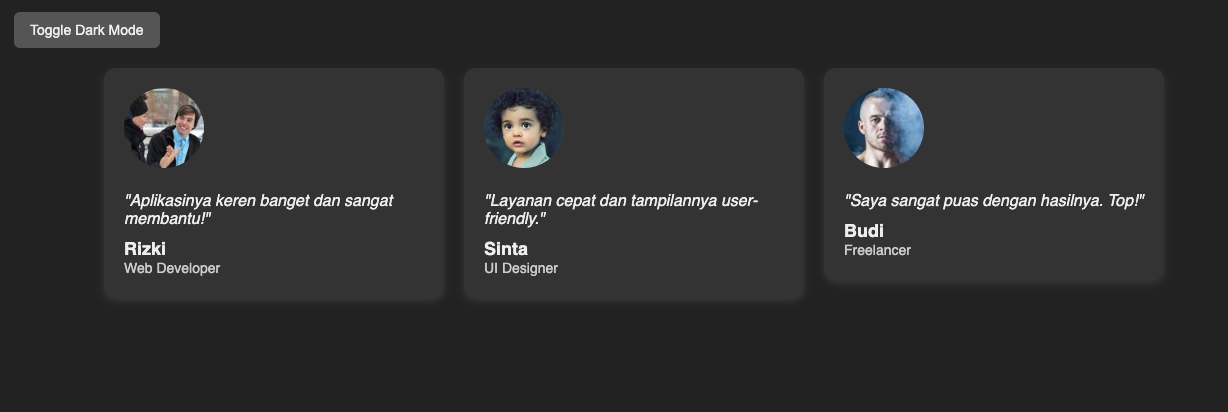 Toggle Dark Mode
"Aplikasinya keren banget dan sangat
membantu!"
Rizki
Web Developer
"Layanan cepat dan tampilannya user-
friendly."
Sinta
UI Designer
"Saya sangat puas dengan hasilnya. Top!"
Budi
Freelancer